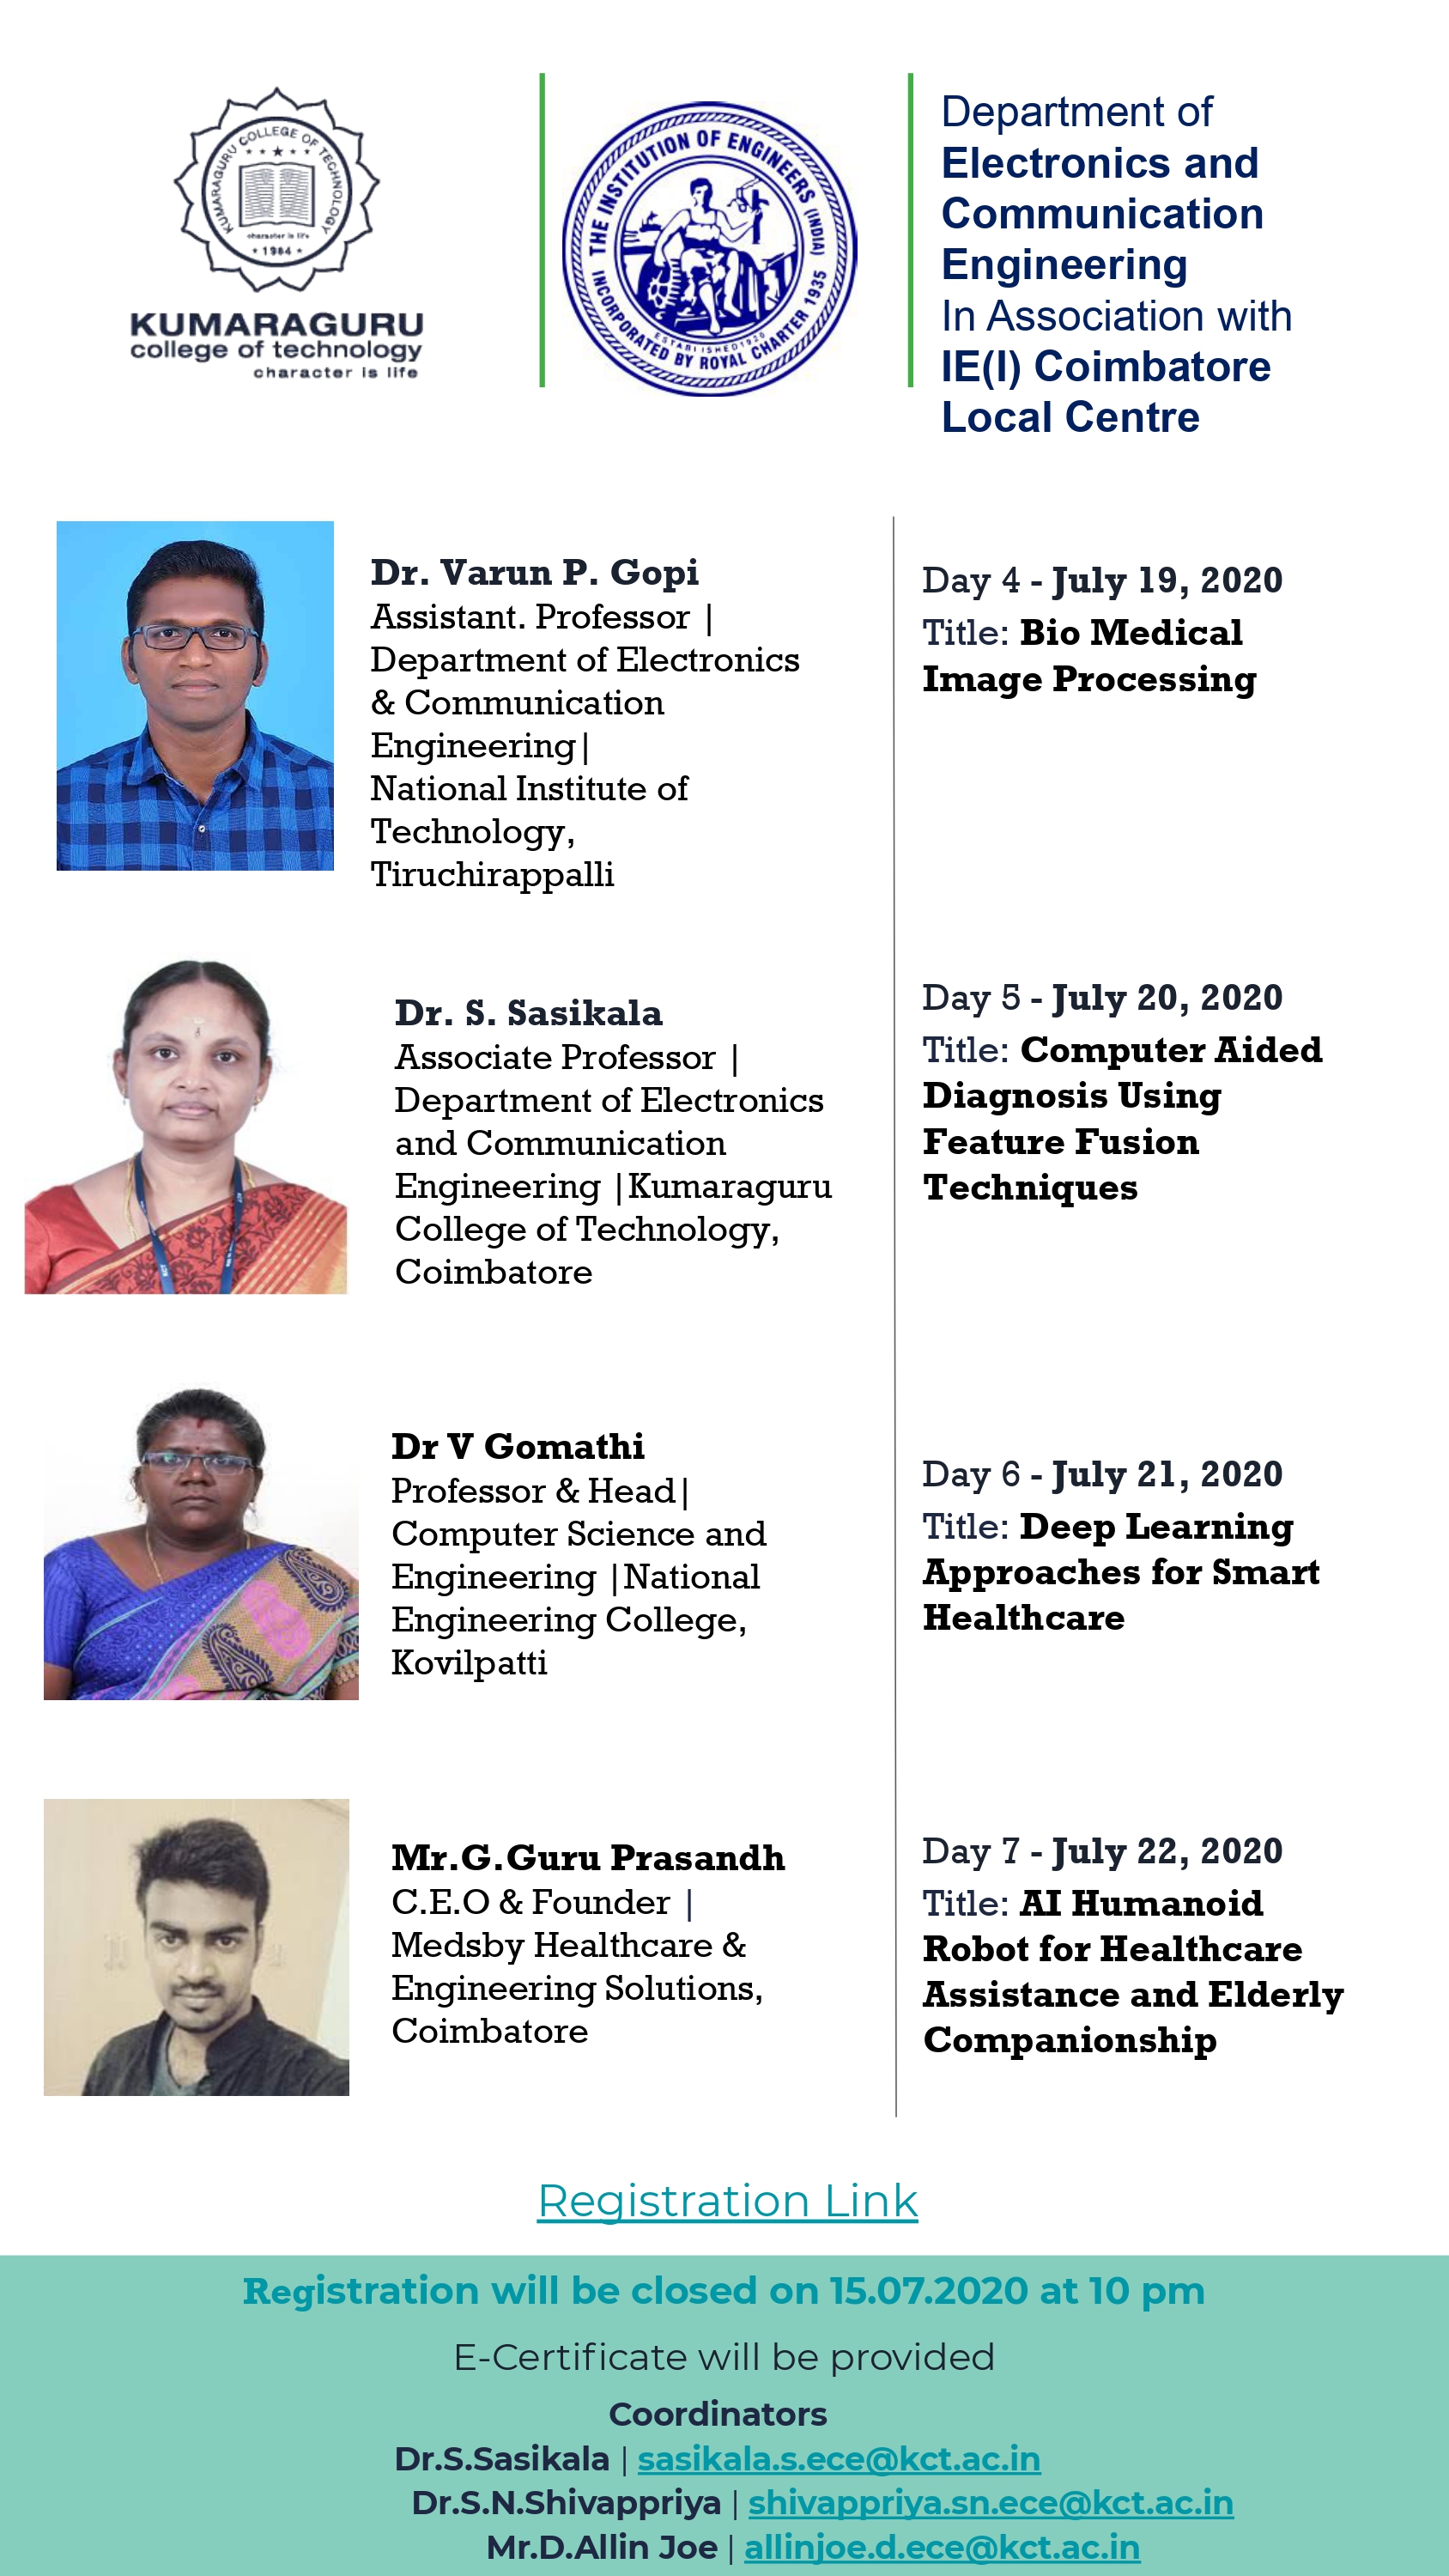 KUMARAGURU COLLEGE OF TECHNOLOGY
character is life
1984
KUMARAGURU
college of technology
character is life
THE INSTITUTION OF ENGINEERS (INDIA)
ESTABLISHED 1920
INCORPORATED BY ROYAL CHARTER 1935
Department of
Electronics and
Communication
Engineering
In Association with
IE(I) Coimbatore
Local Centre
Dr. Varun P. Gopi
Assistant. Professor |
Department of Electronics
& Communication
Engineering|
National Institute of
Technology,
Tiruchirappalli
Day 4 - July 19, 2020
Title: Bio Medical
Image Processing
Dr. S. Sasikala
Associate Professor |
Department of Electronics
and Communication
Engineering |Kumaraguru
College of Technology,
Coimbatore
Day 5 - July 20, 2020
Title: Computer Aided
Diagnosis Using
Feature Fusion
Techniques
Dr V Gomathi
Professor & Head|
Computer Science and
Engineering |National
Engineering College,
Kovilpatti
Day 6 - July 21, 2020
Title: Deep Learning
Approaches for Smart
Healthcare
Mr.G.Guru Prasandh
C.E.O & Founder |
Medsby Healthcare &
Engineering Solutions,
Coimbatore
Day 7 - July 22, 2020
Title: AI Humanoid
Robot for Healthcare
Assistance and Elderly
Companionship
Registration Link
Registration will be closed on 15.07.2020 at 10 pm
E-Certificate will be provided
Coordinators
Dr.S.Sasikala | sasikala.s.ece@kct.ac.in
Dr.S.N.Shivappriya | shivappriya.sn.ece@kct.ac.in
Mr.D.Allin Joe | allinjoe.d.ece@kct.ac.in